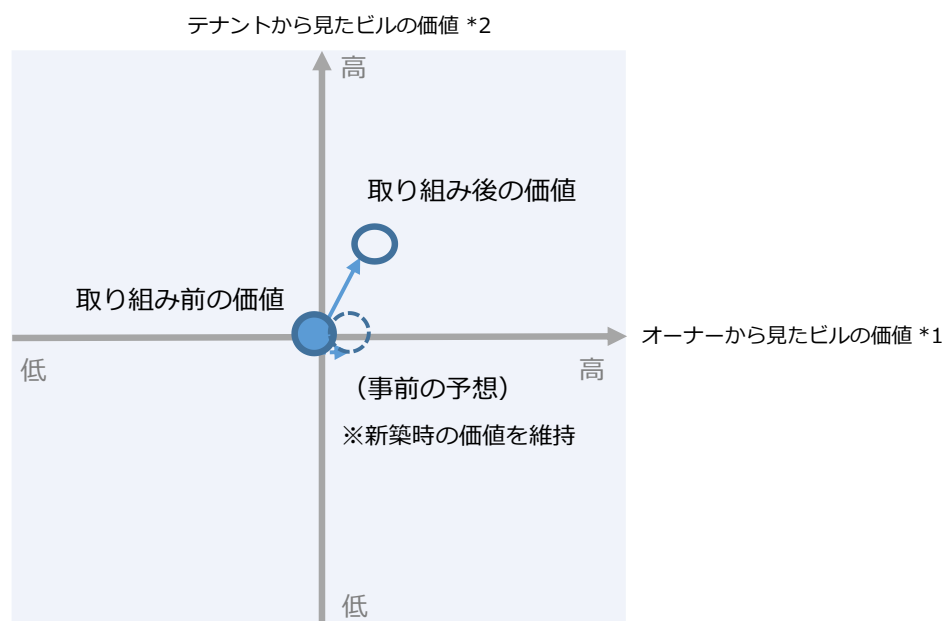 テナントから見たビルの価値 *2
高
取り組み後の価値
取り組み前の価値
オーナーから見たビルの価値 *1
低
高
（事前の予想）
※新築時の価値を維持
低